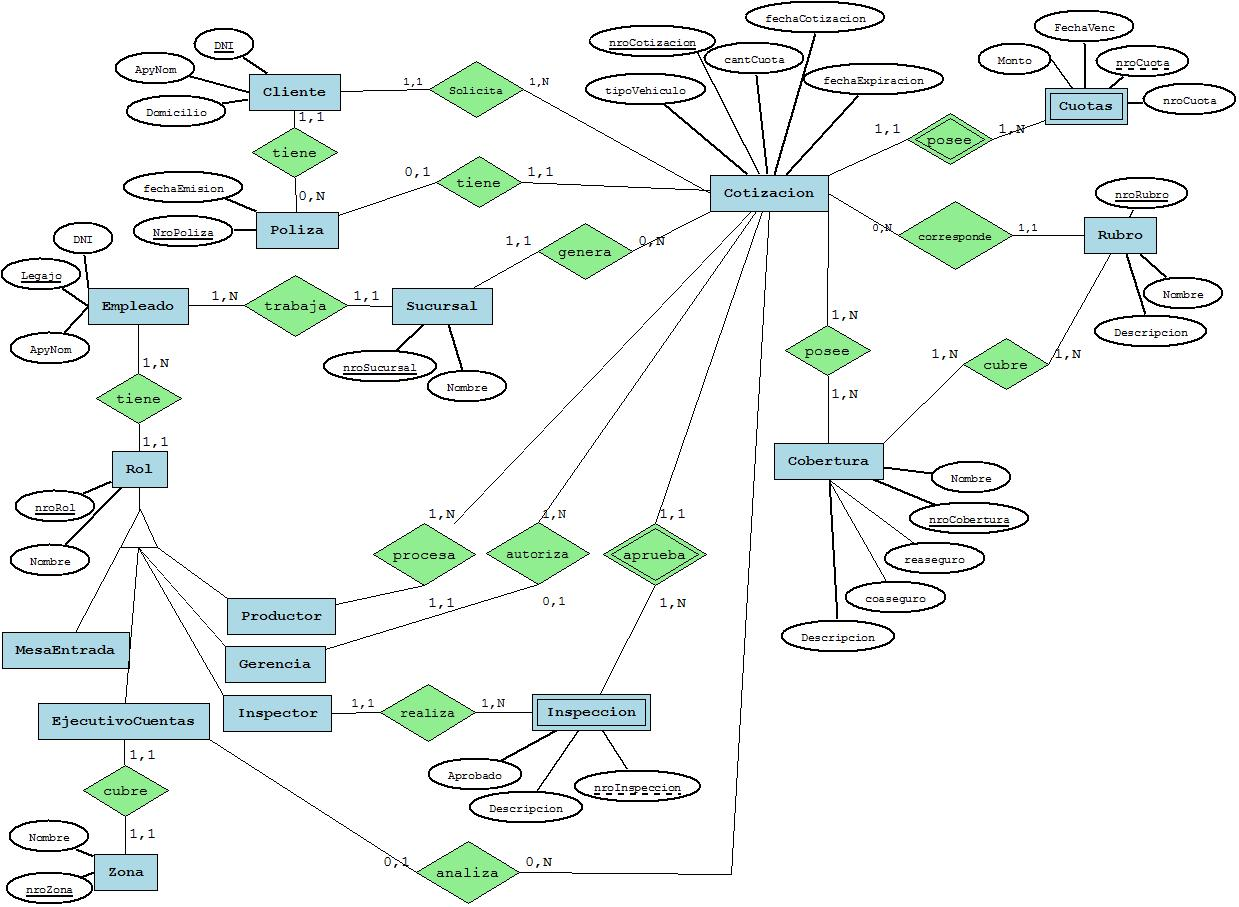 fechaCotizacion
nroCotizacion
FechaVenc
DNI
cantCuota
Monto
nroCuota
ApyNom
Cliente
1,1
Solicita
1,N
tipoVehiculo
fechaExpiracion
Cuotas
nroCuota
Domicilio
1,1
1,1
posee
1,N
tiene
0,1
tiene
1,1
fechaEmision
0,N
Cotizacion
nroRubro
NroPoliza
Poliza
DNI
1,1
genera
0,N
0,N
corresponde
1,1
Rubro
Legajo
Empleado
1,N
trabaja
1,1
Sucursal
Nombre
1,N
Descripcion
ApyNom
1,N
nroSucursal
Nombre
posee
1,N
cubre
1,N
tiene
1,N
1,1
Rol
Cobertura
Nombre
nroRol
1,N
1,N
1,1
nroCobertura
Nombre
procesa
autoriza
aprueba
reaseguro
coaseguro
Productor
1,1
0,1
1,N
MesaEntrada
Gerencia
Descripcion
EjecutivoCuentas
Inspector
1,1
realiza
1,N
Inspeccion
1,1
Aprobado
cubre
Descripcion
nroInspeccion
Nombre
1,1
Zona
0,1
analiza
0,N
nroZona